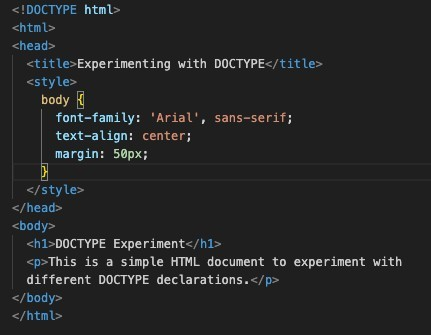 <!DOCTYPE html>
<html>
<head>
  <title>Experimenting with DOCTYPE</title>
  <style>
    body {
      font-family: 'Arial', sans-serif;
      text-align: center;
      margin: 50px;
    }
  </style>
</head>
<body>
  <h1>DOCTYPE Experiment</h1>
  <p>This is a simple HTML document to experiment with
  different DOCTYPE declarations.</p>
</body>
</html>